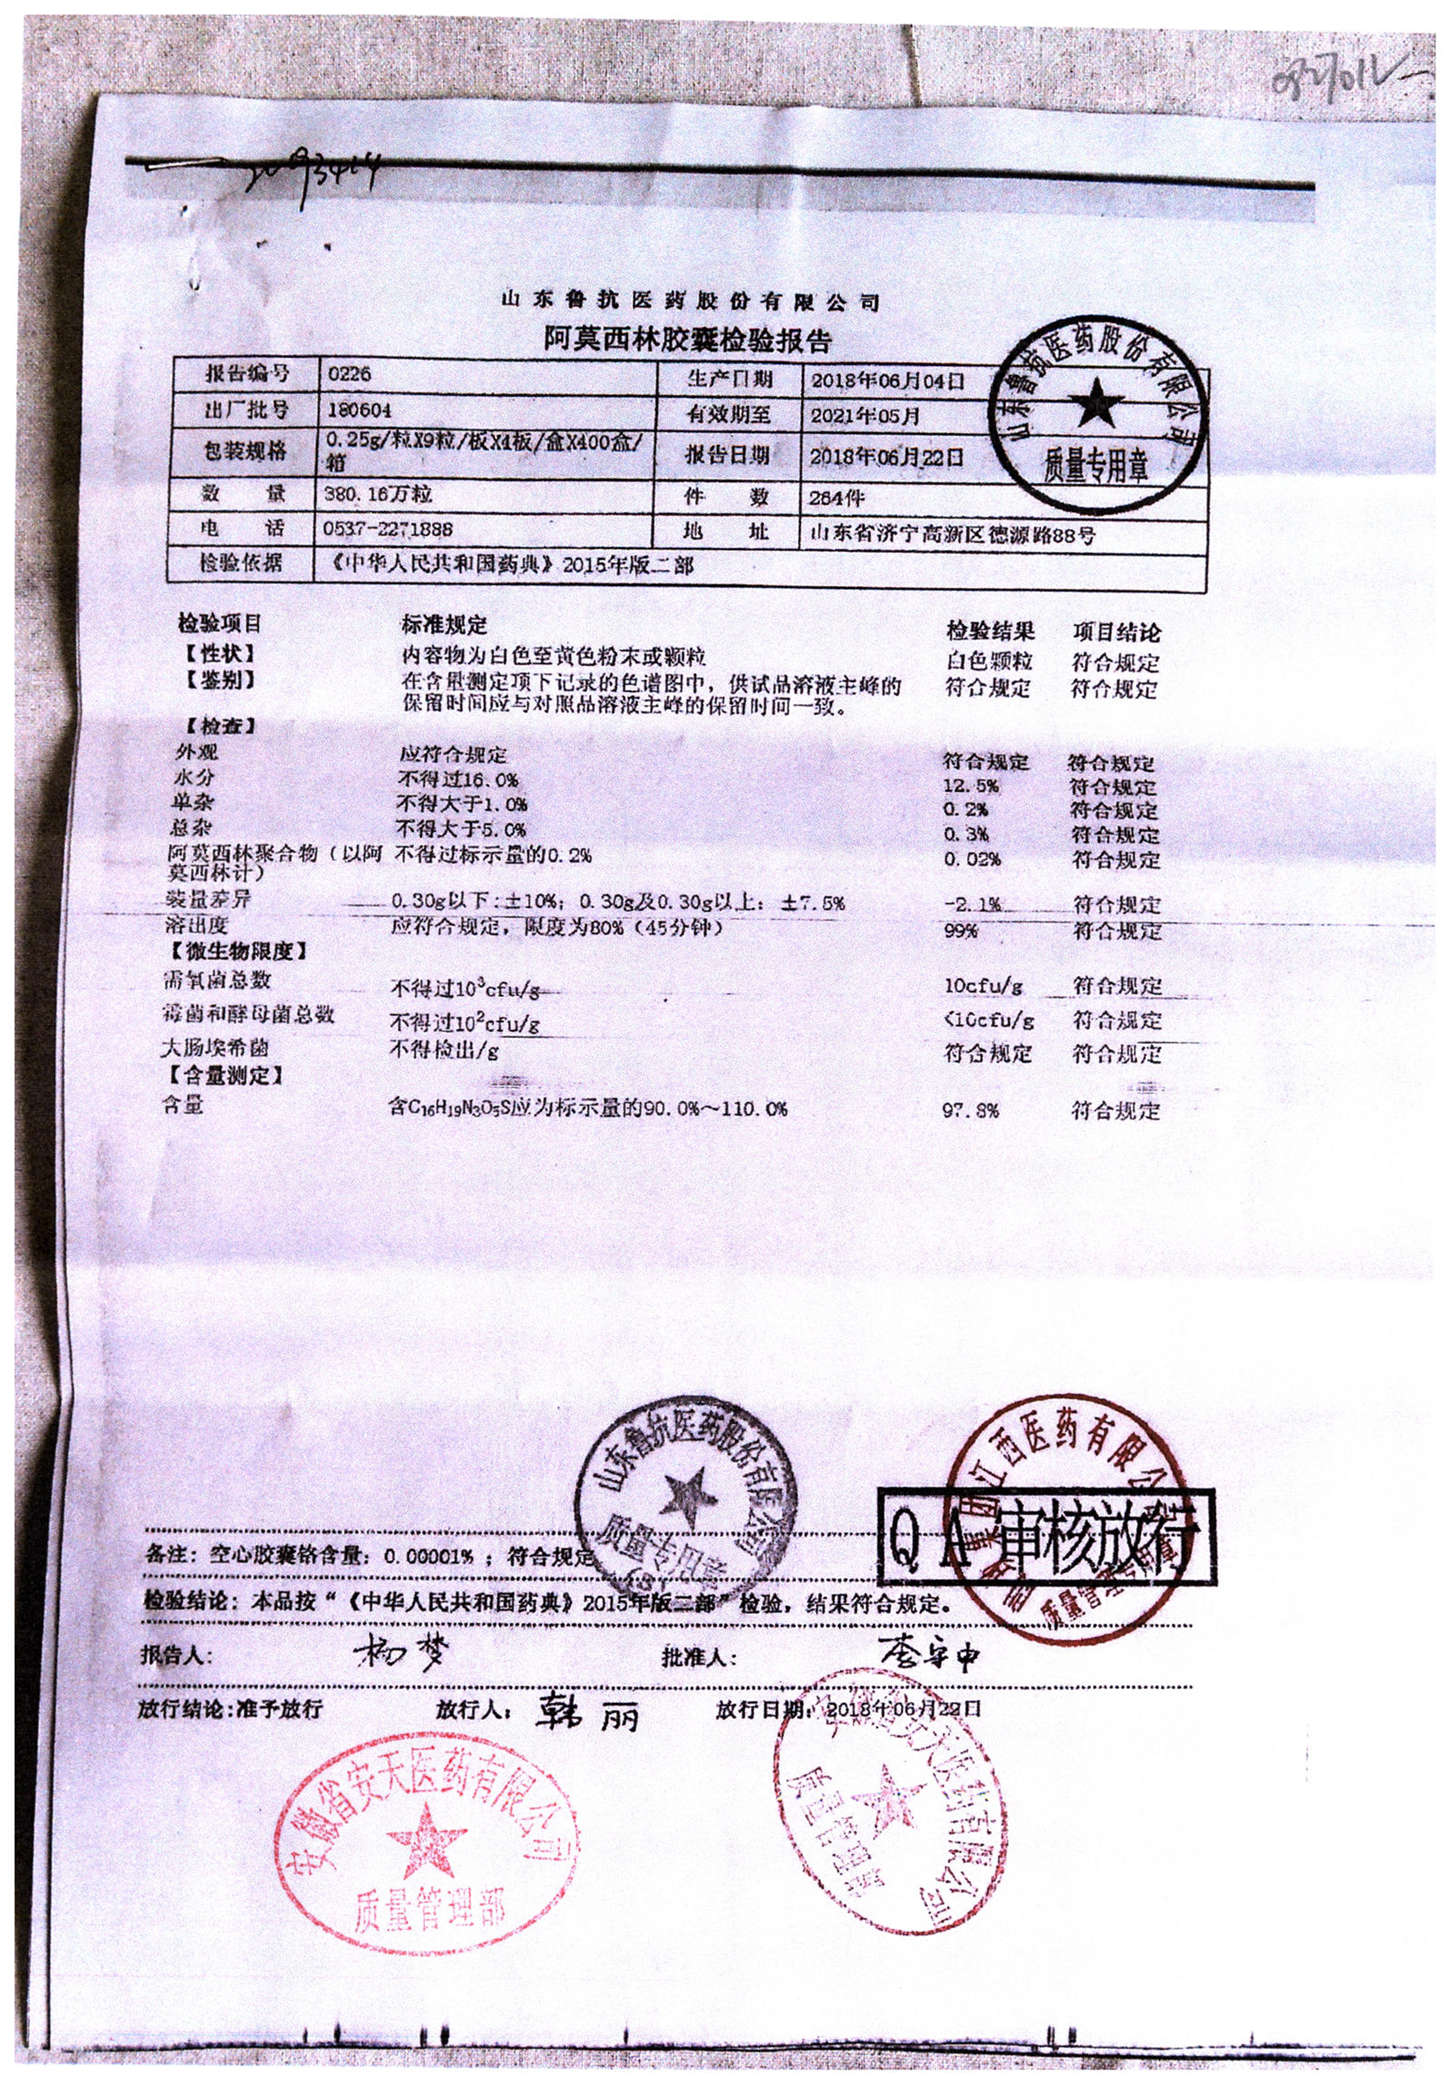 山东鲁抗医药股份有限公司
阿莫西林胶囊检验报告
报告编号 0226 生产日期 2018年06月04日
出厂批号 180604 有效期至 2021年05月
包装规格 0.25g/粒X9粒/板X4板/盒X400盒/箱 报告日期 2018年06月22日
数 量 380.16万粒 件 数 264件
电 话 0537-2271888 地 址 山东省济宁高新区德源路88号
检验依据 《中华人民共和国药典》2015年版二部
山东鲁抗医药股份有限公司
质量专用章
检验项目 标准规定 检验结果 项目结论
【性状】 内容物为白色至黄色粉末或颗粒 白色颗粒 符合规定
【鉴别】 在含量测定项下记录的色谱图中，供试品溶液主峰的 符合规定 符合规定
保留时间应与对照品溶液主峰的保留时间一致。
【检查】
外观 应符合规定 符合规定 符合规定
水分 不得过16.0% 12.5% 符合规定
单杂 不得大于1.0% 0.2% 符合规定
总杂 不得大于5.0% 0.3% 符合规定
阿莫西林聚合物（以阿 不得过标示量的0.2% 0.02% 符合规定
莫西林计）
装量差异 0.30g以下:±10%; 0.30g及0.30g以上: ±7.5% -2.1% 符合规定
溶出度 应符合规定，限度为80%（45分钟） 99% 符合规定
【微生物限度】
需氧菌总数 不得过10³cfu/g 10cfu/g 符合规定
霉菌和酵母菌总数 不得过10²cfu/g <10cfu/g 符合规定
大肠埃希菌 不得检出/g 符合规定 符合规定
【含量测定】
含量 含C₁₆H₁₉N₃O₅S应为标示量的90.0%～110.0% 97.8% 符合规定
山东鲁抗医药股份有限公司
质量专用章
江西医药有限公司
质量管理专用章
QA 审核放行
备注: 空心胶囊铬含量: 0.00001% ; 符合规定
检验结论: 本品按“《中华人民共和国药典》2015年版二部”检验，结果符合规定。
报告人: 杨梦 批准人: 李守申
放行结论:准予放行 放行人: 韩丽 放行日期: 2018年06月22日
安徽省安天医药有限公司
质量管理部
安徽省安天医药有限公司
质量管理部